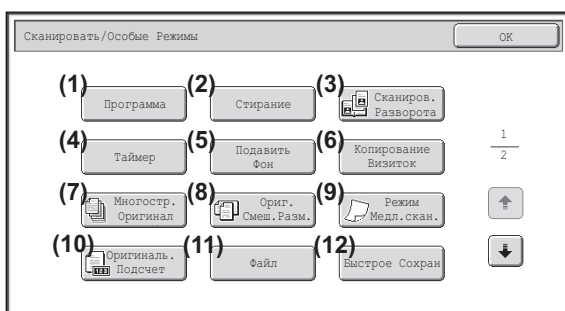 Сканировать/Особые Режимы
OK
(1) Программа
(2) Стирание
(3) Сканиров.
Разворота
(4) Таймер
(5) Подавить
Фон
(6) Копирование
Визиток
1
2
(7) Многостр.
Оригинал
(8) Ориг.
Смеш.Разм.
(9) Режим
Медл.скан.
(10) Оригиналь.
Подсчет
123
(11) Файл
(12) Быстрое Сохран